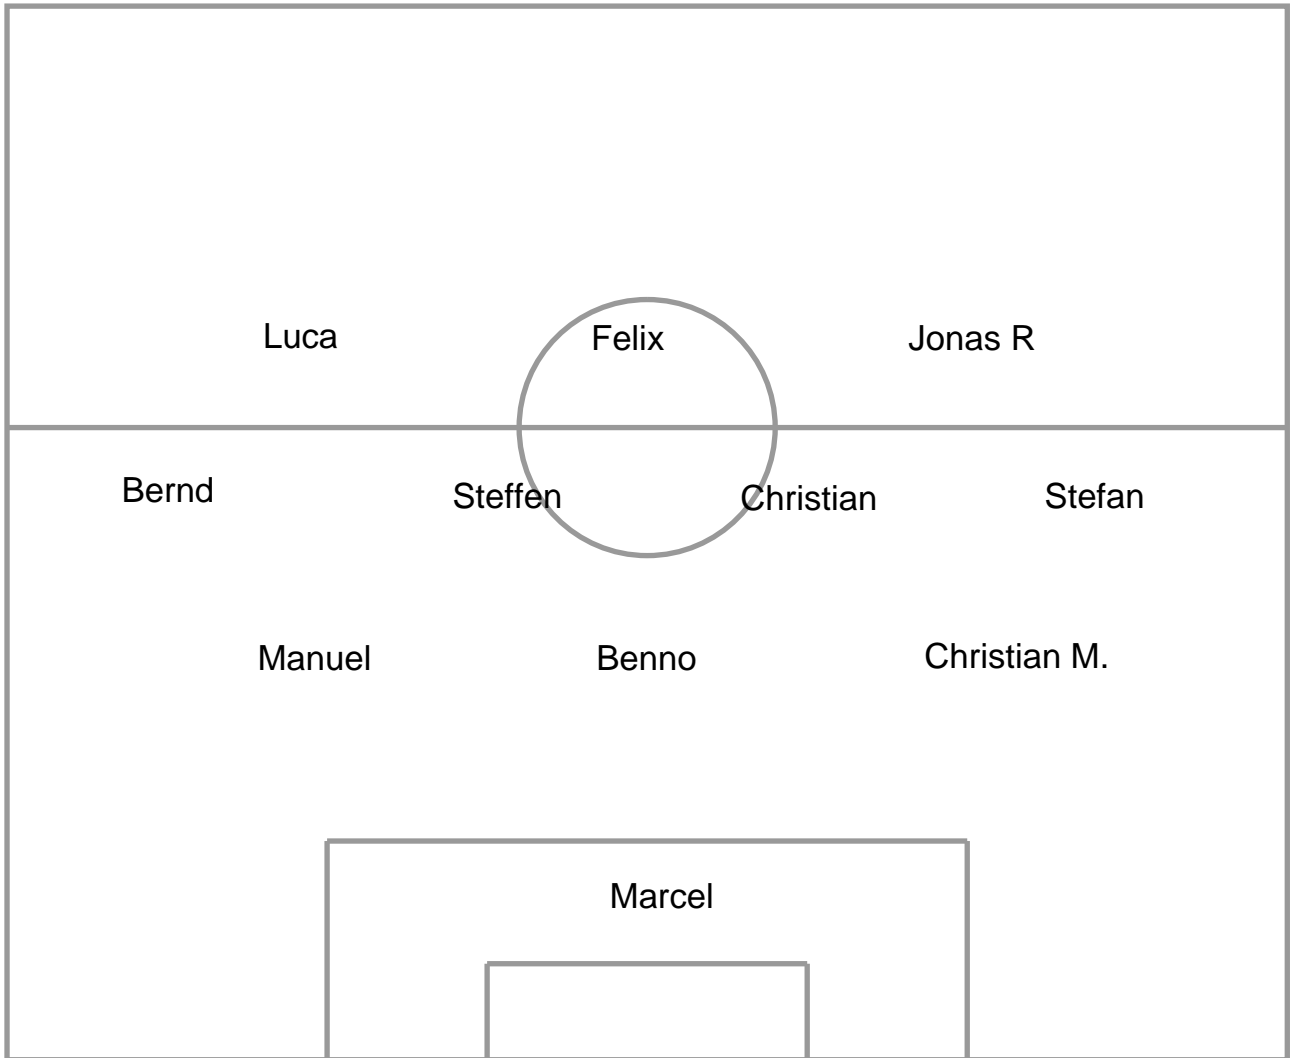 Luca Felix Jonas R
Bernd Steffen Christian Stefan
Manuel Benno Christian M.
Marcel